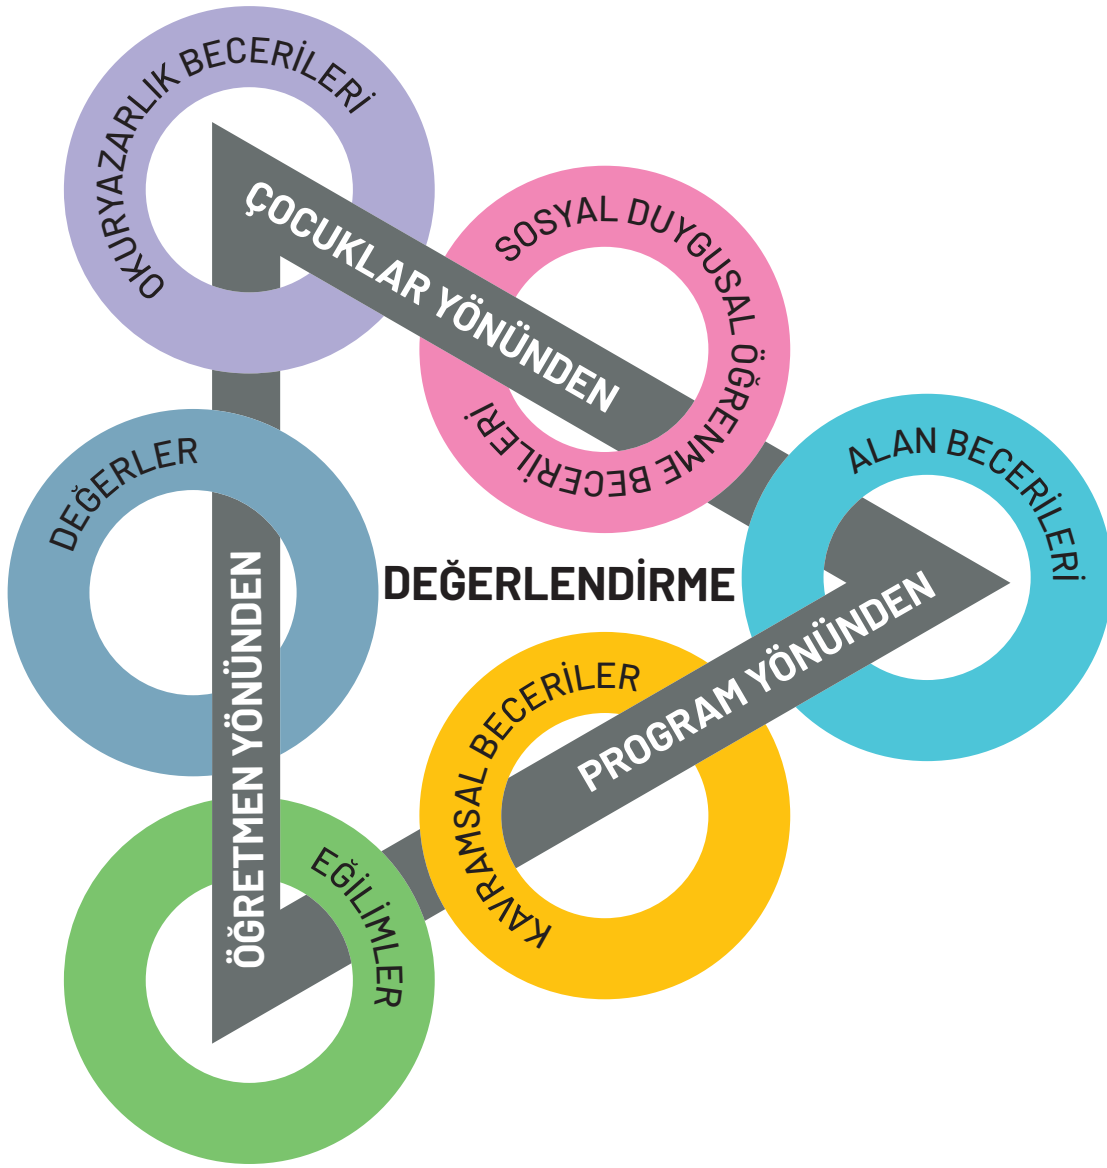 OKURYAZARLIK BECERİLERİ
ÇOCUKLAR YÖNÜNDEN
SOSYAL DUYGUSAL ÖĞRENME BECERİLERİ
ALAN BECERİLERİ
DEĞERLER
DEĞERLENDİRME
ÖĞRETMEN YÖNÜNDEN
PROGRAM YÖNÜNDEN
KAVRAMSAL BECERİLER
EĞİLİMLER